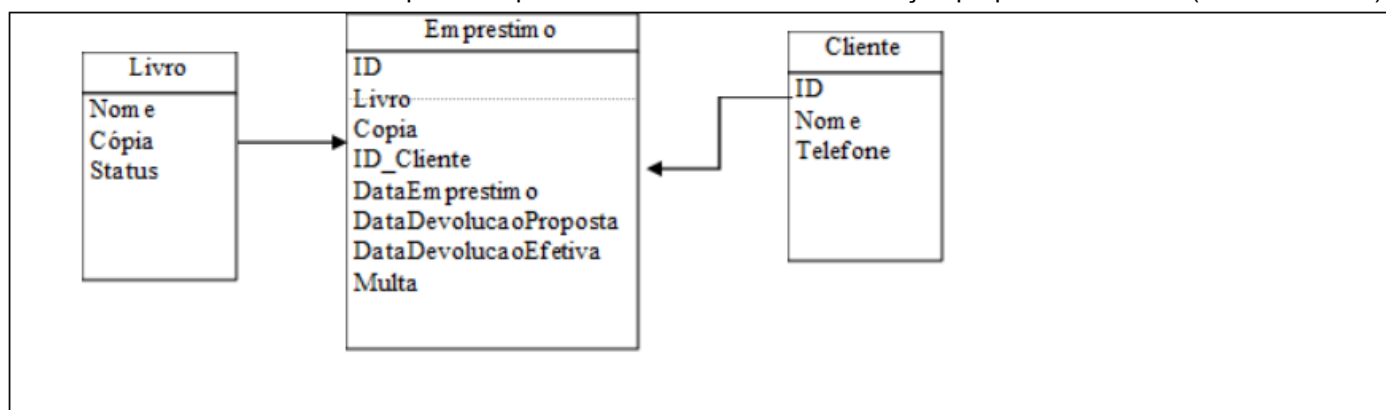 Livro
Nome
Cópia
Status
Emprestimo
ID
Livro
Copia
ID_Cliente
DataEmprestimo
DataDevolucaoProposta
DataDevolucaoEfetiva
Multa
Cliente
ID
Nome
Telefone